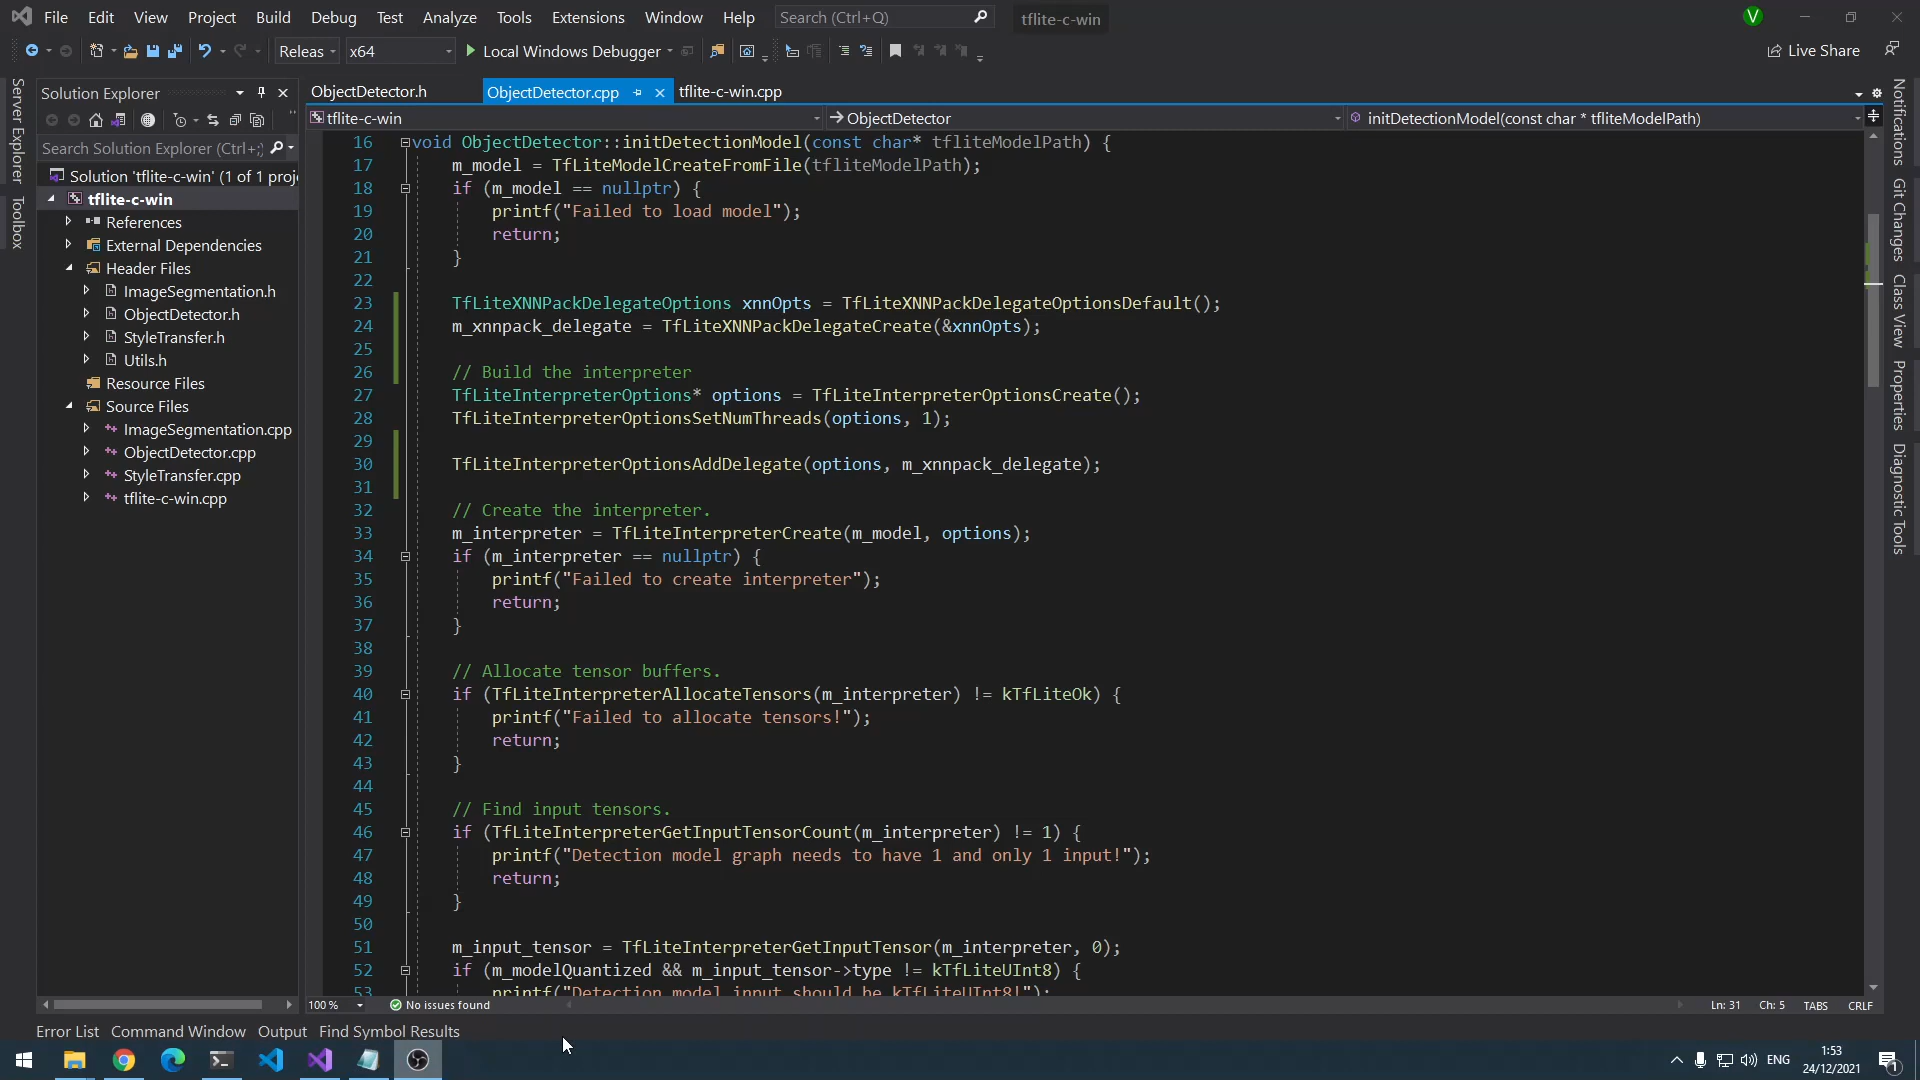 File Edit View Project Build Debug Test Analyze Tools Extensions Window Help Search (Ctrl+Q) tflite-c-win V
Releas x64 Local Windows Debugger Live Share
Server Explorer
Toolbox
Solution Explorer
Search Solution Explorer (Ctrl+;)
Solution 'tflite-c-win' (1 of 1 proj
tflite-c-win
References
External Dependencies
Header Files
ImageSegmentation.h
ObjectDetector.h
StyleTransfer.h
Utils.h
Resource Files
Source Files
ImageSegmentation.cpp
ObjectDetector.cpp
StyleTransfer.cpp
tflite-c-win.cpp
ObjectDetector.h ObjectDetector.cpp tflite-c-win.cpp
tflite-c-win ObjectDetector initDetectionModel(const char * tfliteModelPath)
16 void ObjectDetector::initDetectionModel(const char* tfliteModelPath) {
17 m_model = TfLiteModelCreateFromFile(tfliteModelPath);
18 if (m_model == nullptr) {
19 printf("Failed to load model");
20 return;
21 }
22
23 TfLiteXNNPackDelegateOptions xnnOpts = TfLiteXNNPackDelegateOptionsDefault();
24 m_xnnpack_delegate = TfLiteXNNPackDelegateCreate(&xnnOpts);
25
26 // Build the interpreter
27 TfLiteInterpreterOptions* options = TfLiteInterpreterOptionsCreate();
28 TfLiteInterpreterOptionsSetNumThreads(options, 1);
29
30 TfLiteInterpreterOptionsAddDelegate(options, m_xnnpack_delegate);
31
32 // Create the interpreter.
33 m_interpreter = TfLiteInterpreterCreate(m_model, options);
34 if (m_interpreter == nullptr) {
35 printf("Failed to create interpreter");
36 return;
37 }
38
39 // Allocate tensor buffers.
40 if (TfLiteInterpreterAllocateTensors(m_interpreter) != kTfLiteOk) {
41 printf("Failed to allocate tensors!");
42 return;
43 }
44
45 // Find input tensors.
46 if (TfLiteInterpreterGetInputTensorCount(m_interpreter) != 1) {
47 printf("Detection model graph needs to have 1 and only 1 input!");
48 return;
49 }
50
51 m_input_tensor = TfLiteInterpreterGetInputTensor(m_interpreter, 0);
52 if (m_modelQuantized && m_input_tensor->type != kTfLiteUInt8) {
53 printf("Detection model input should be kTfLiteUInt8!");
100 % No issues found Ln: 31 Ch: 5 TABS CRLF
Notifications
Git Changes
Class View
Properties
Diagnostic Tools
Error List Command Window Output Find Symbol Results
ENG 1:53
24/12/2021
1